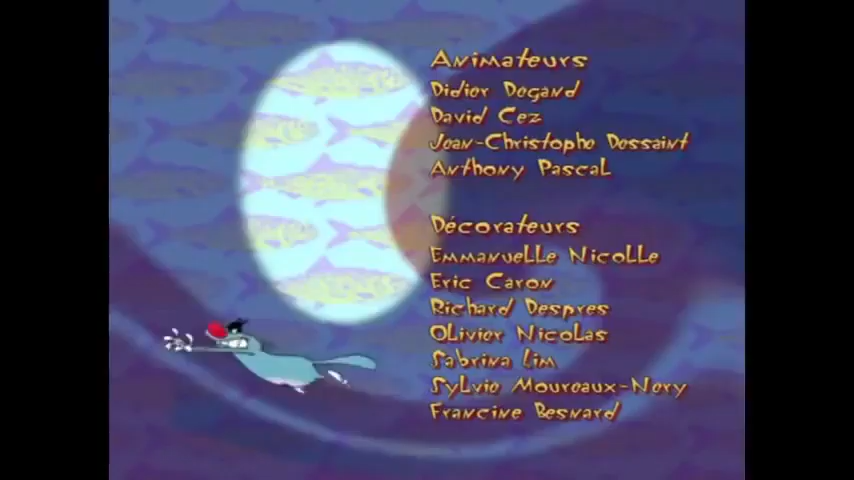 Animateurs
Didier Degand
David Cez
Jean-Christophe Dessaint
Anthony Pascal
Décorateurs
Emmanuelle Nicolle
Eric Caron
Richard Despres
Olivier Nicolas
Sabrina Lim
Sylvie Moureaux-Nery
Francine Besnard